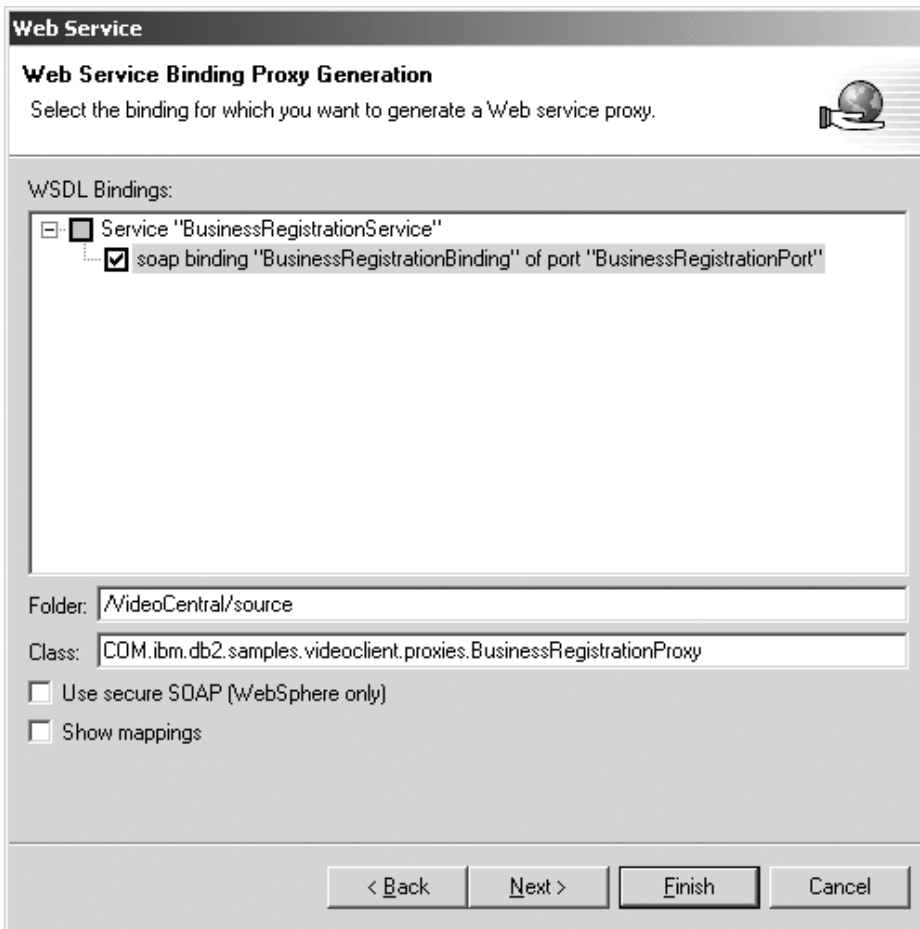 Web Service
Web Service Binding Proxy Generation
Select the binding for which you want to generate a Web service proxy.
WSDL Bindings:
Service "BusinessRegistrationService"
soap binding "BusinessRegistrationBinding" of port "BusinessRegistrationPort"
Folder: /VideoCentral/source
Class: COM.ibm.db2.samples.videoclient.proxies.BusinessRegistrationProxy
Use secure SOAP (WebSphere only)
Show mappings
< Back Next > Finish Cancel